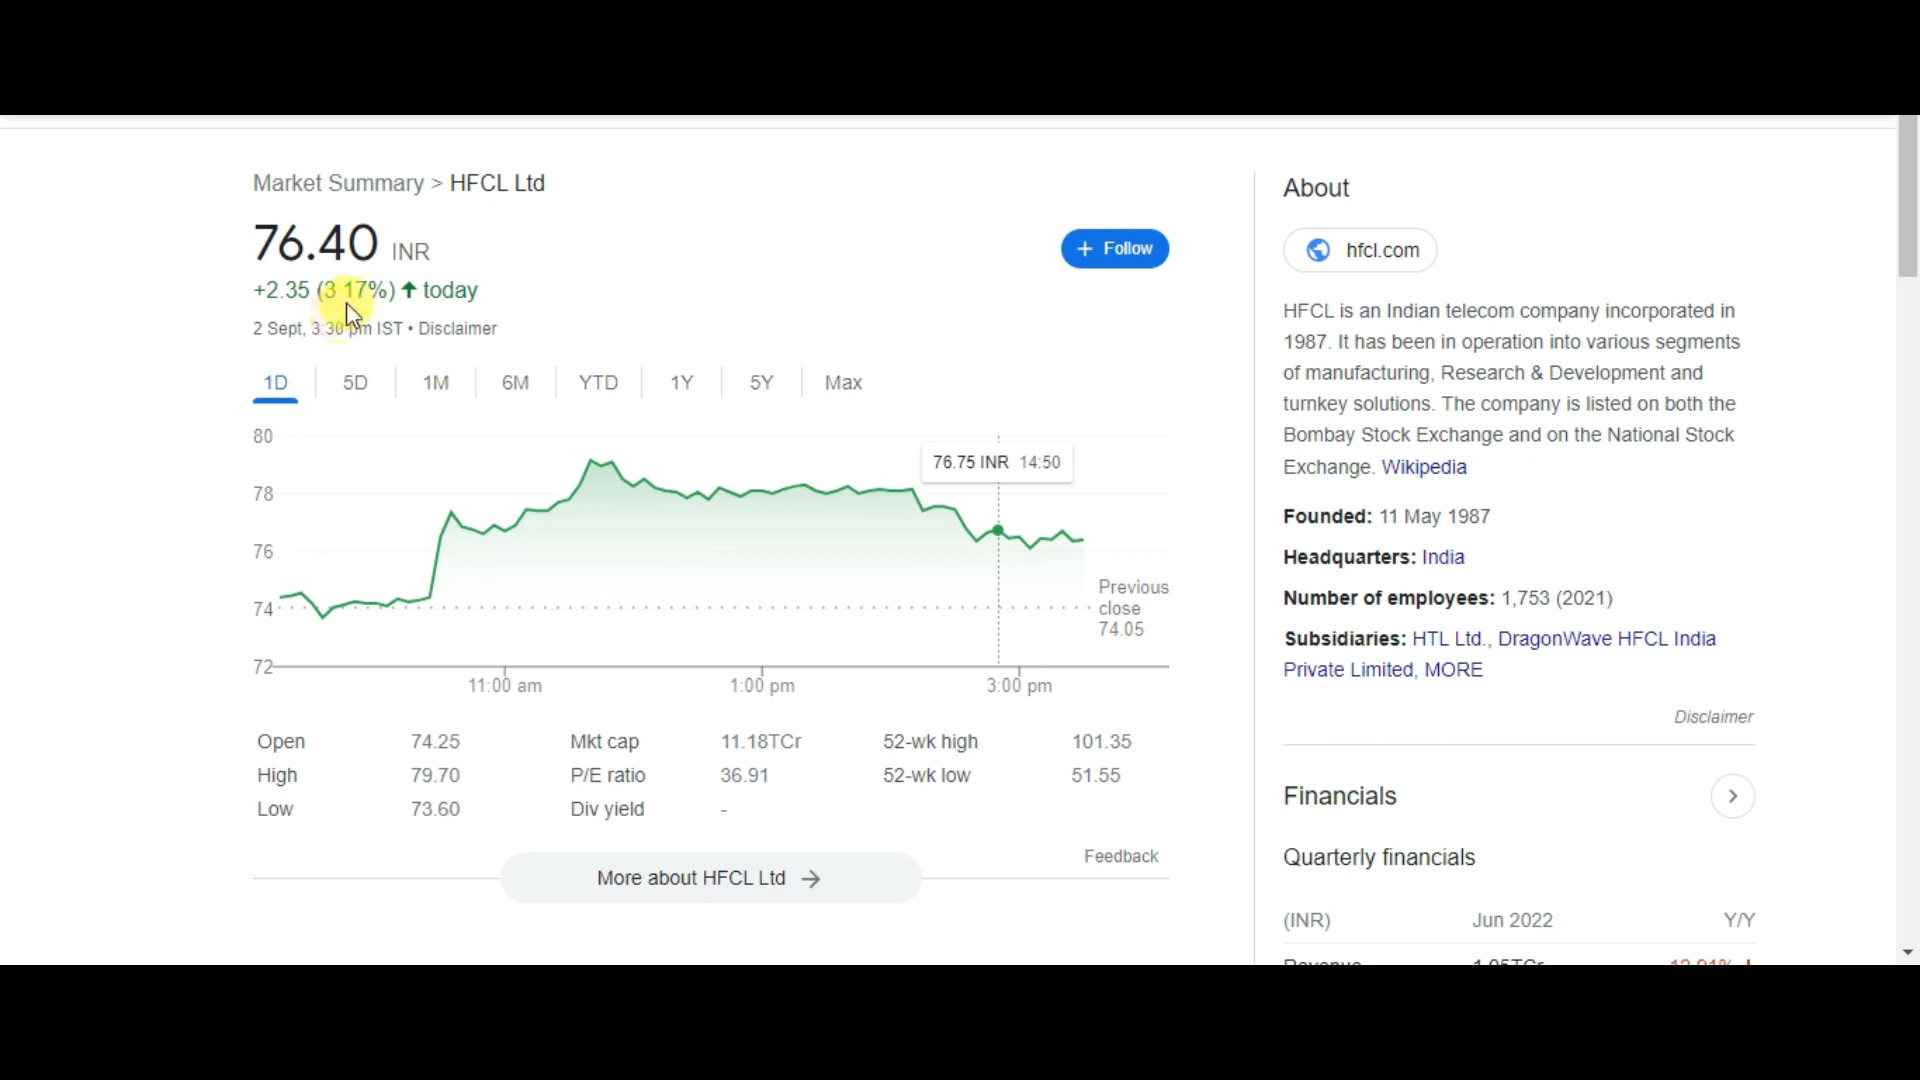 Market Summary > HFCL Ltd
76.40 INR
+ Follow
+2.35 (3.17%) ↑ today
2 Sept, 3:30 pm IST • Disclaimer
1D 5D 1M 6M YTD 1Y 5Y Max
80
78
76
74
72
76.75 INR 14:50
Previous
close
74.05
11:00 am 1:00 pm 3:00 pm
Open 74.25 Mkt cap 11.18TCr 52-wk high 101.35
High 79.70 P/E ratio 36.91 52-wk low 51.55
Low 73.60 Div yield -
Feedback
More about HFCL Ltd →
About
hfcl.com
HFCL is an Indian telecom company incorporated in
1987. It has been in operation into various segments
of manufacturing, Research & Development and
turnkey solutions. The company is listed on both the
Bombay Stock Exchange and on the National Stock
Exchange. Wikipedia
Founded: 11 May 1987
Headquarters: India
Number of employees: 1,753 (2021)
Subsidiaries: HTL Ltd., DragonWave HFCL India
Private Limited, MORE
Disclaimer
Financials
Quarterly financials
(INR) Jun 2022 Y/Y